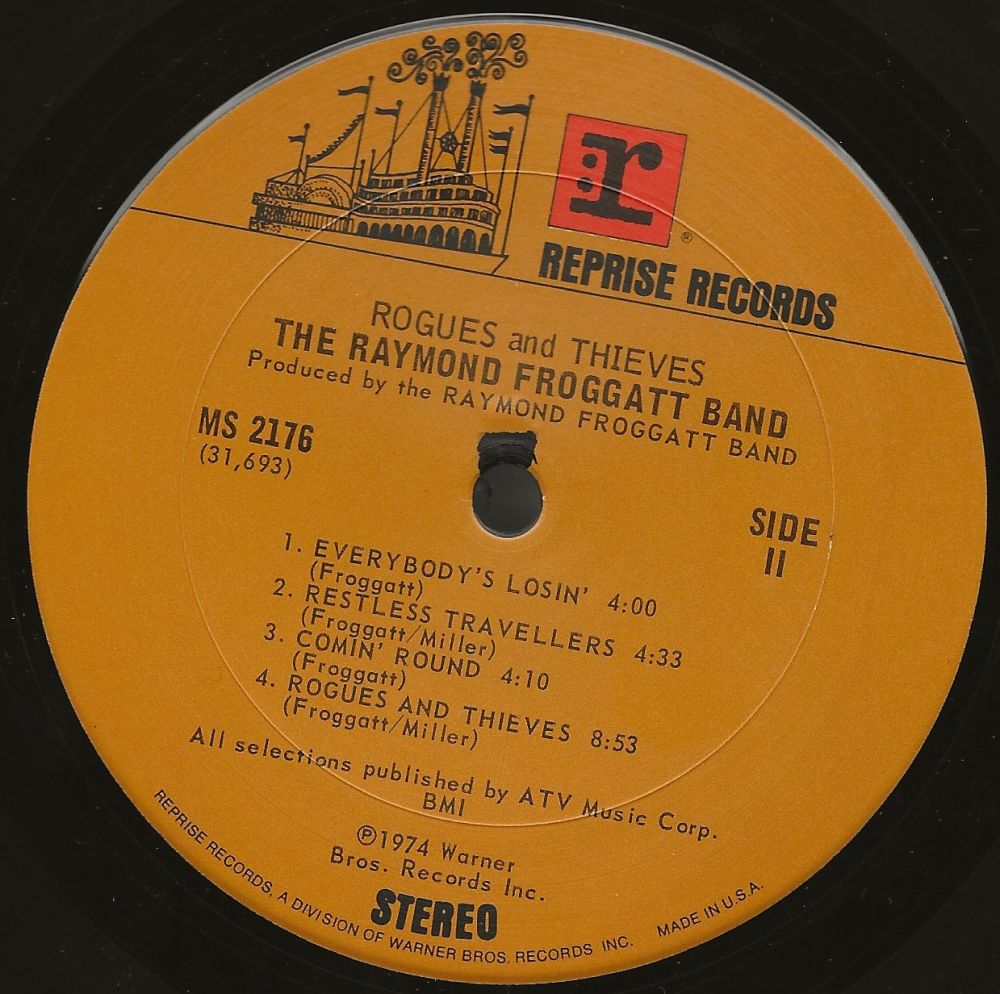 r
®
REPRISE RECORDS
ROGUES and THIEVES
THE RAYMOND FROGGATT BAND
Produced by the RAYMOND FROGGATT BAND
MS 2176
(31,693)
SIDE
II
1. EVERYBODY'S LOSIN' 4:00
(Froggatt)
2. RESTLESS TRAVELLERS 4:33
(Froggatt/Miller)
3. COMIN' ROUND 4:10
(Froggatt)
4. ROGUES AND THIEVES 8:53
(Froggatt/Miller)
All selections published by ATV Music Corp.
BMI
℗1974 Warner
Bros. Records Inc.
STEREO
REPRISE RECORDS, A DIVISION OF WARNER BROS. RECORDS INC. MADE IN U.S.A.